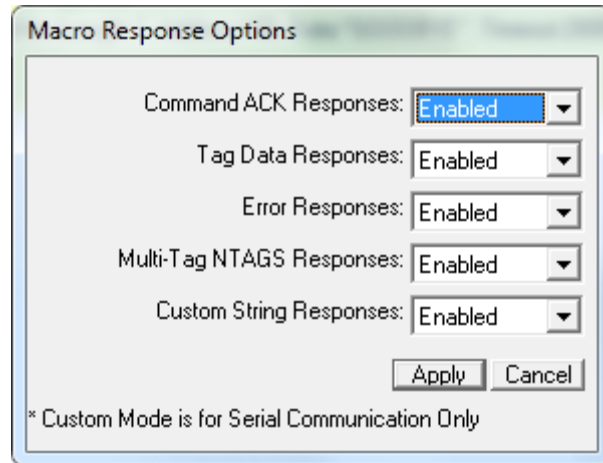 Macro Response Options
Command ACK Responses: Enabled
Tag Data Responses: Enabled
Error Responses: Enabled
Multi-Tag NTAGS Responses: Enabled
Custom String Responses: Enabled
Apply Cancel
* Custom Mode is for Serial Communication Only